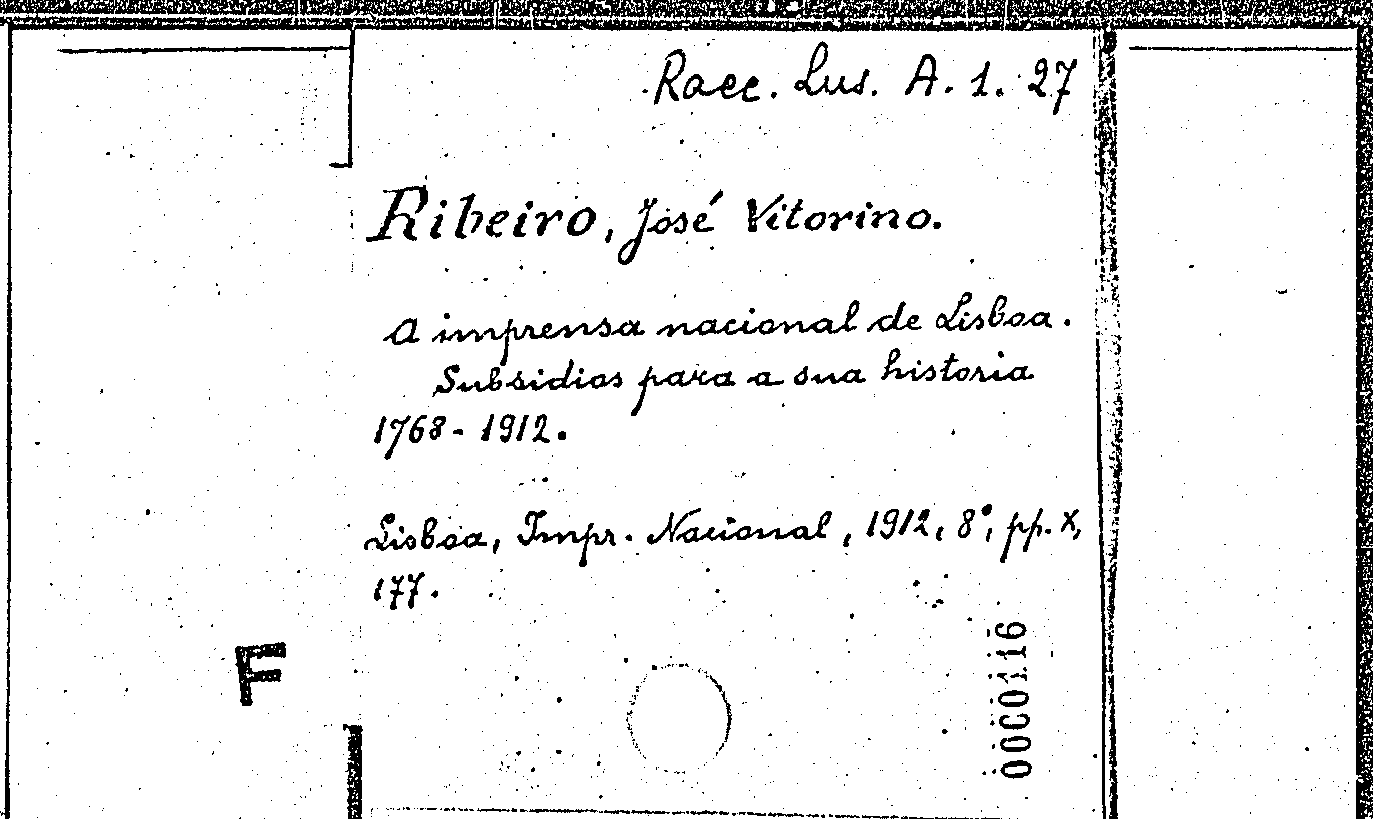 Racc. Lus. A. 1. 27
Ribeiro, José Vitorino.
A imprensa nacional de Lisboa.
Subsidios para a sua historia
1768-1912.
Lisboa, Impr. Nacional, 1912, 8°, pp. X,
177.
F
0000116